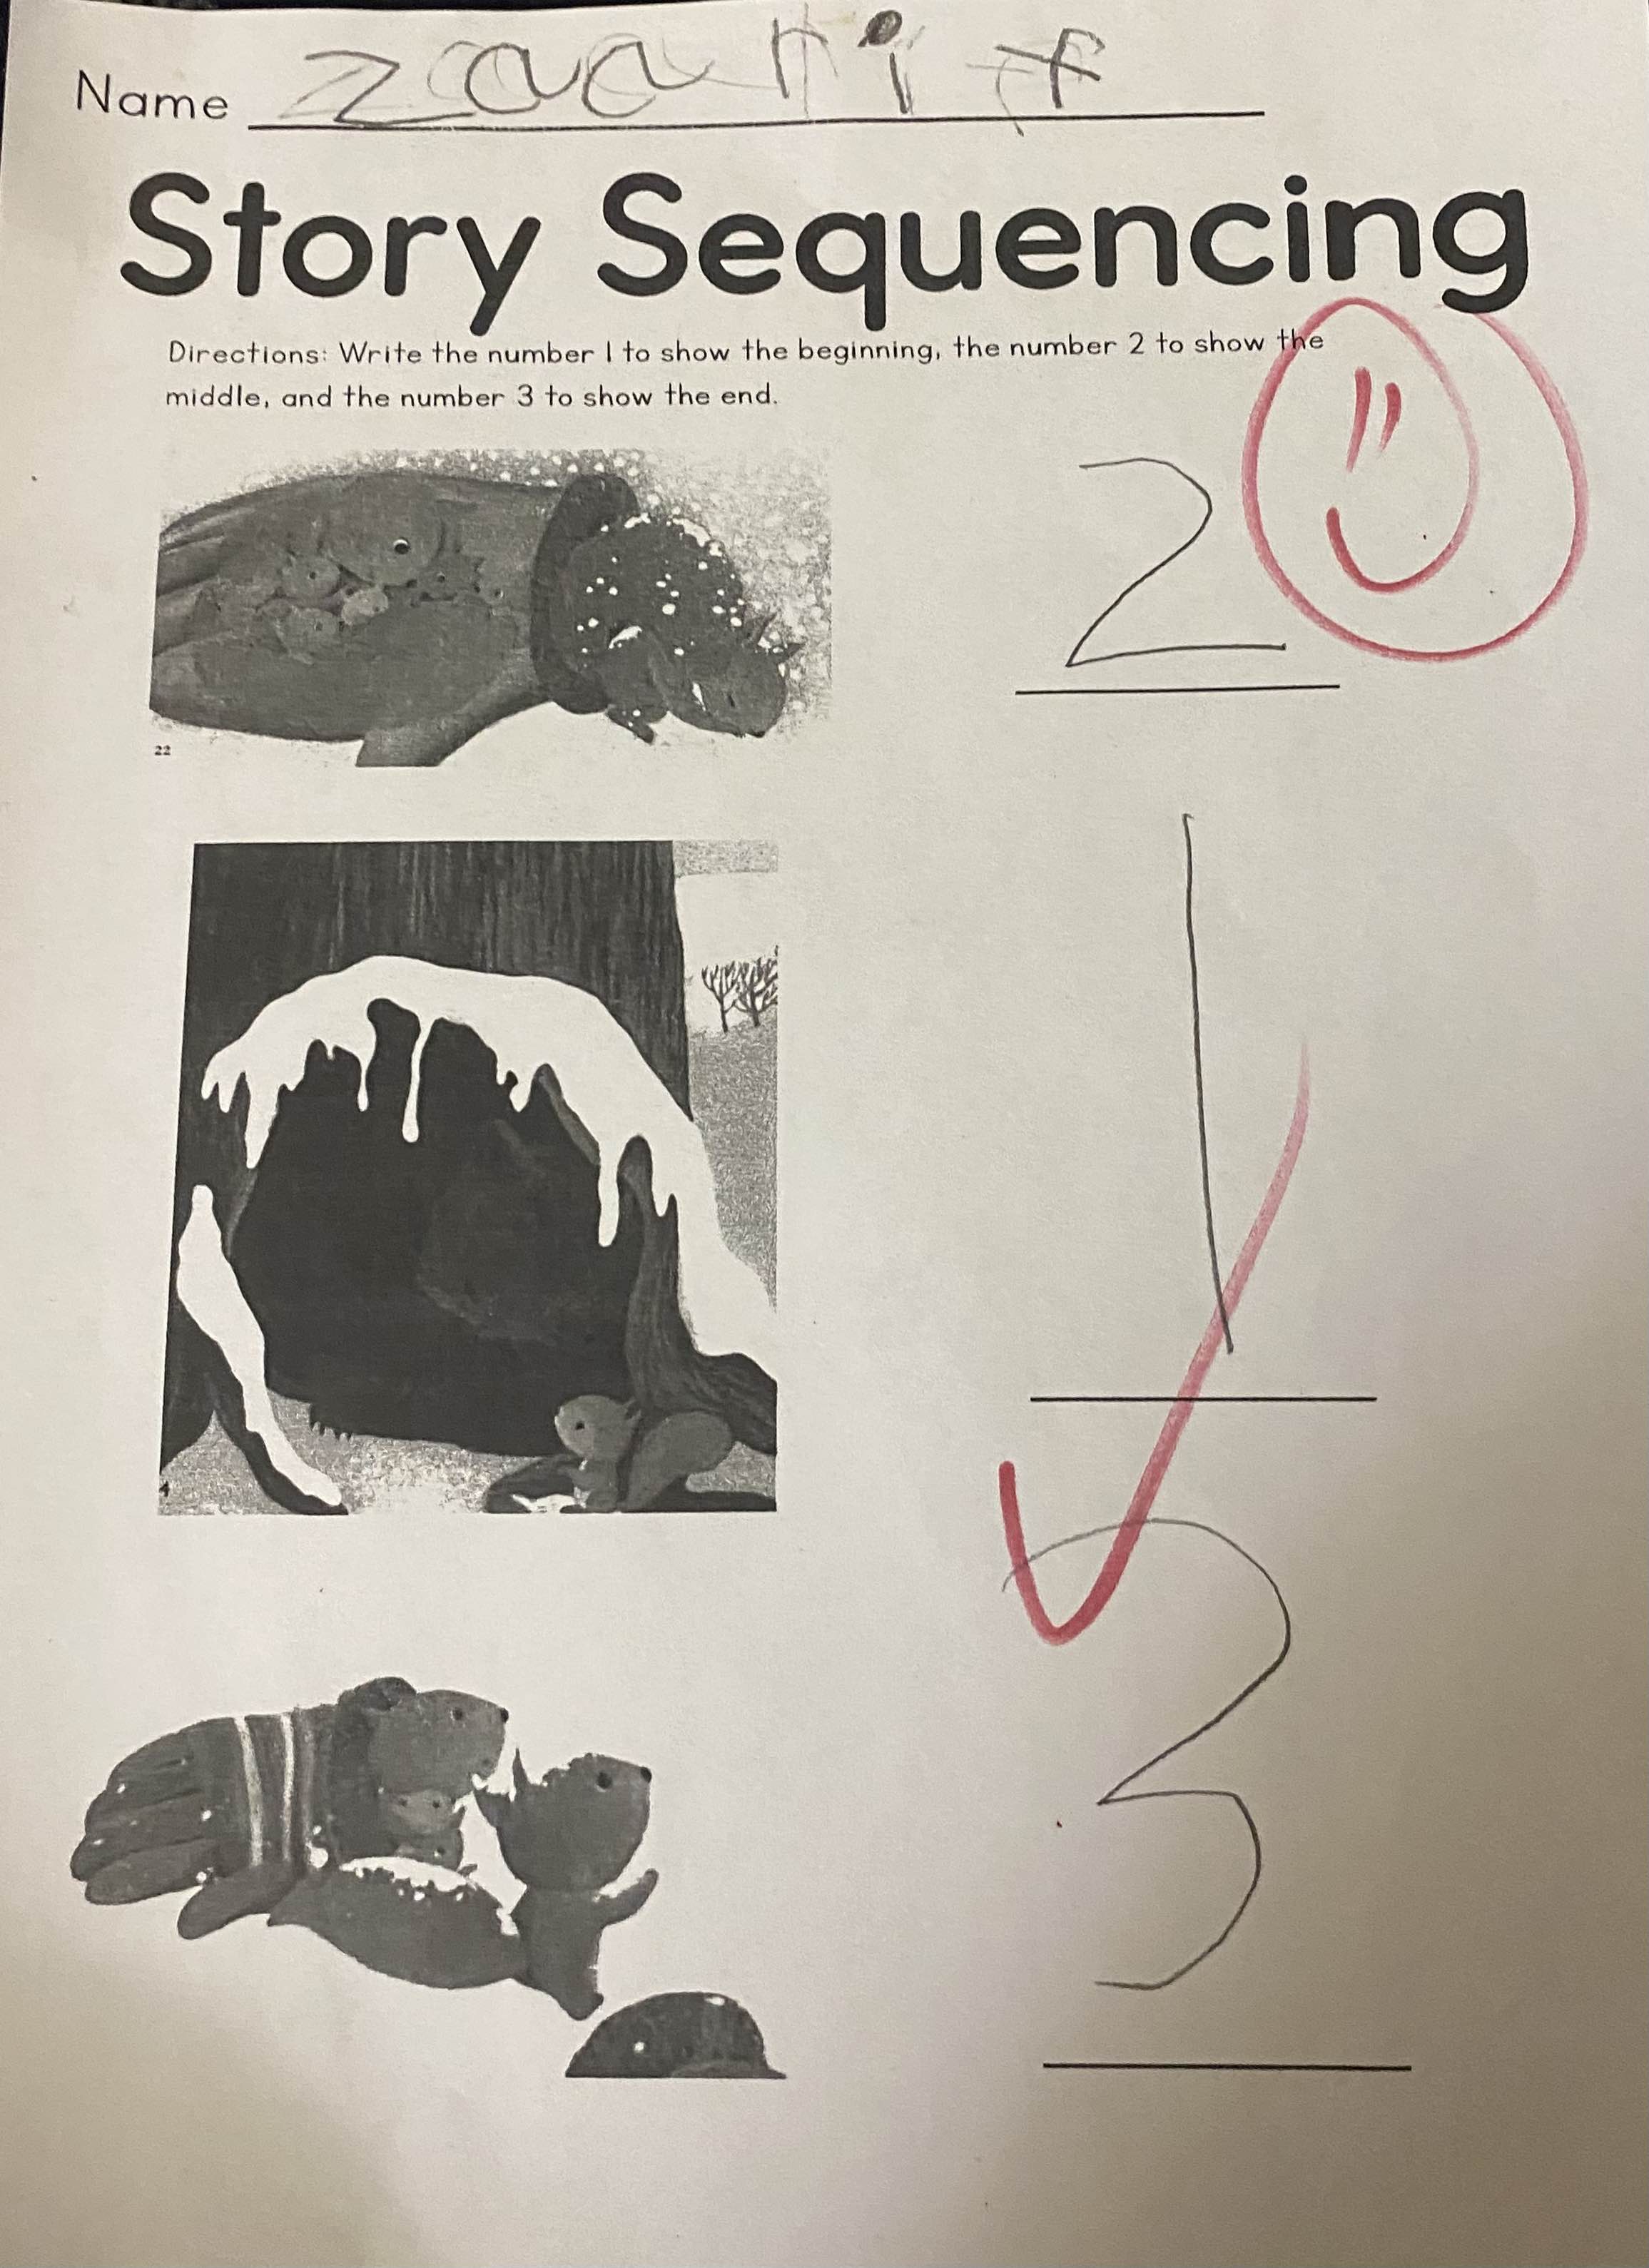 Name Zaahit
Story Sequencing
Directions: Write the number 1 to show the beginning, the number 2 to show the
middle, and the number 3 to show the end.
2
22
1
4
3